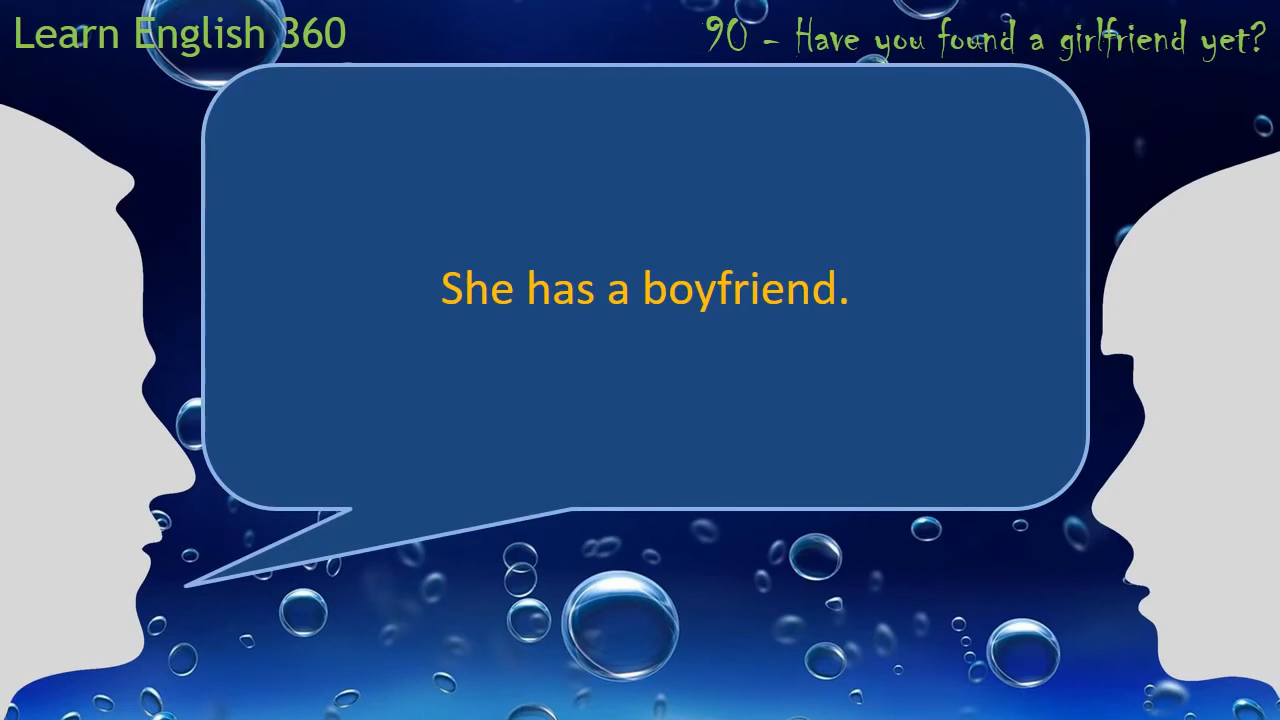 Learn English 360
90 - Have you found a girlfriend yet?
She has a boyfriend.